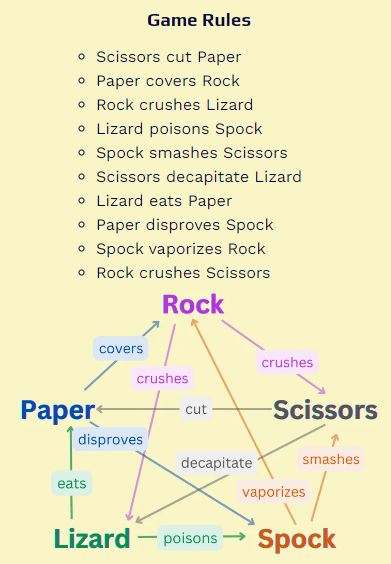 Game Rules
Scissors cut Paper
Paper covers Rock
Rock crushes Lizard
Lizard poisons Spock
Spock smashes Scissors
Scissors decapitate Lizard
Lizard eats Paper
Paper disproves Spock
Spock vaporizes Rock
Rock crushes Scissors
Rock
covers
crushes
crushes
Paper
cut
Scissors
disproves
decapitate
smashes
eats
vaporizes
Lizard
poisons
Spock